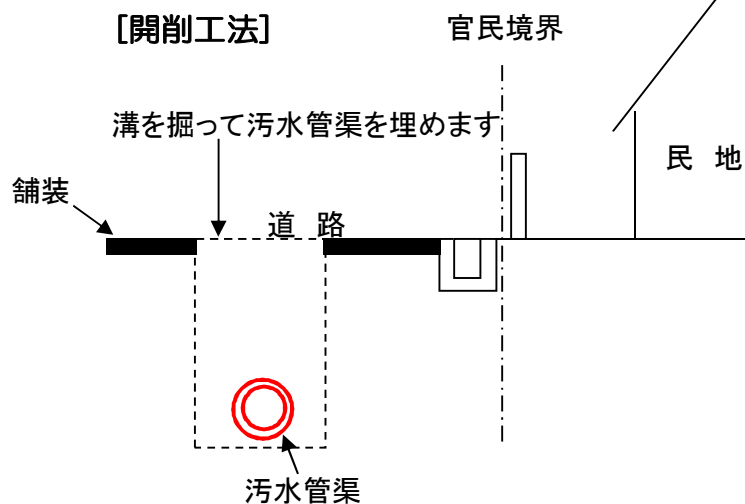 [開削工法]
官民境界
溝を掘って汚水管渠を埋めます
民 地
舗装
道 路
汚水管渠